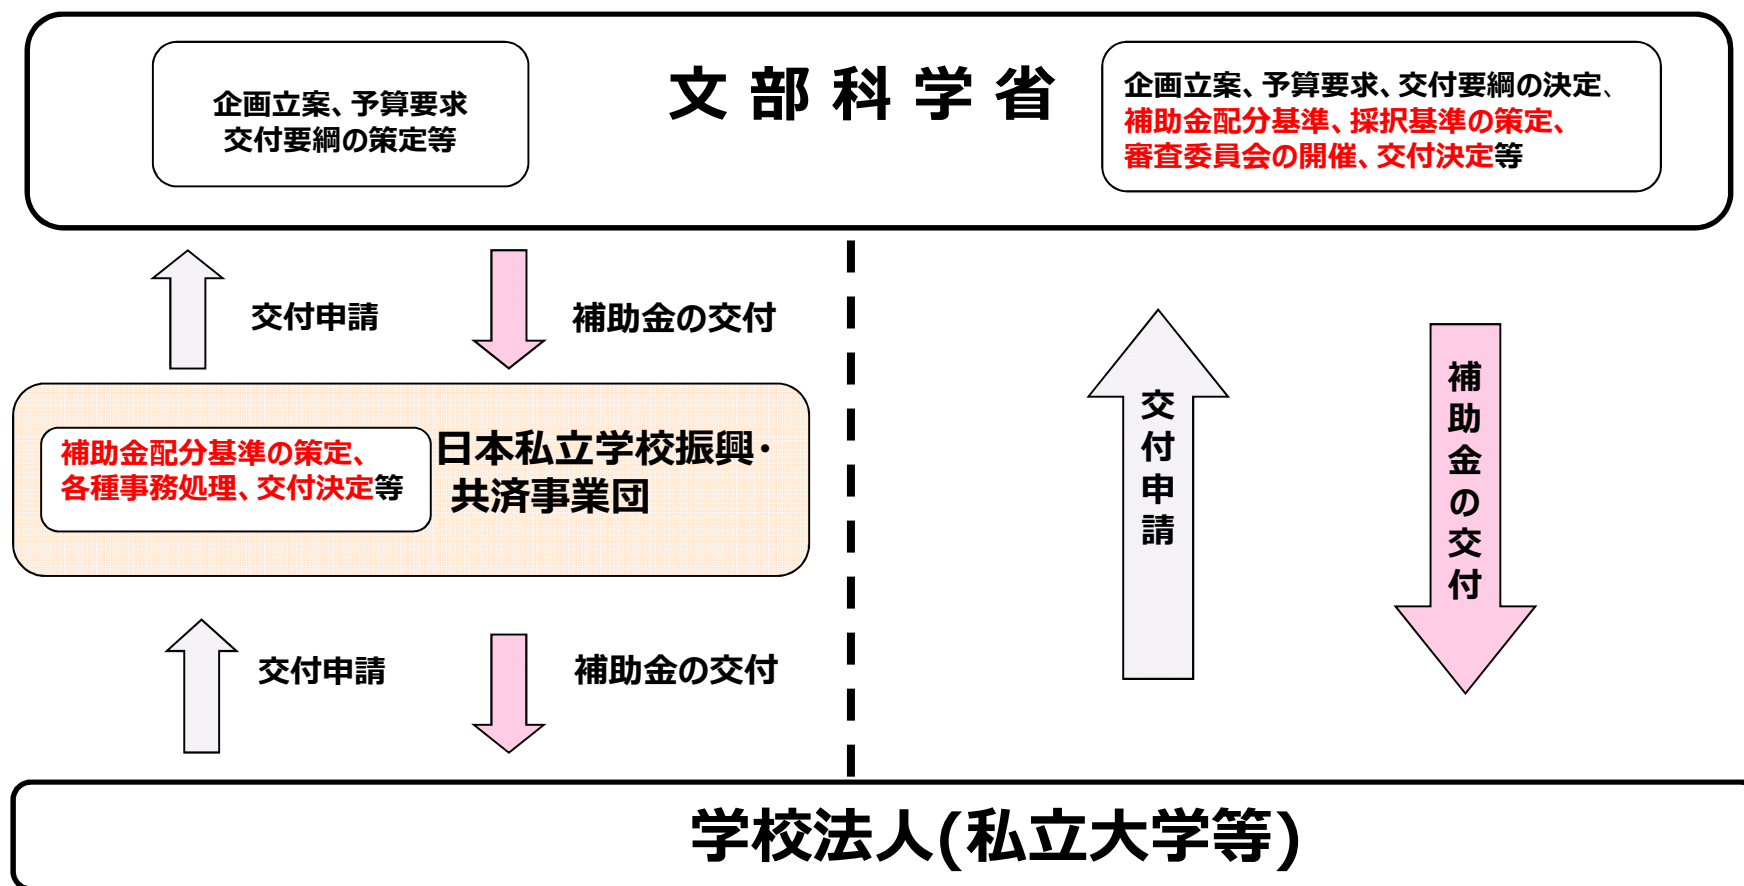 文部科学省
企画立案、予算要求
交付要綱の策定等
企画立案、予算要求、交付要綱の決定、
補助金配分基準、採択基準の策定、
審査委員会の開催、交付決定等
交付申請
補助金の交付
補助金配分基準の策定、
各種事務処理、交付決定等
日本私立学校振興・
共済事業団
交付申請
補助金の交付
交付申請
補助金の交付
学校法人(私立大学等)